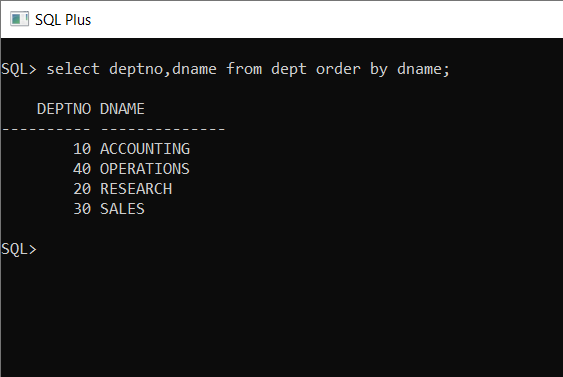 SQL Plus
SQL> select deptno,dname from dept order by dname;
    DEPTNO DNAME
---------- --------------
        10 ACCOUNTING
        40 OPERATIONS
        20 RESEARCH
        30 SALES
SQL>